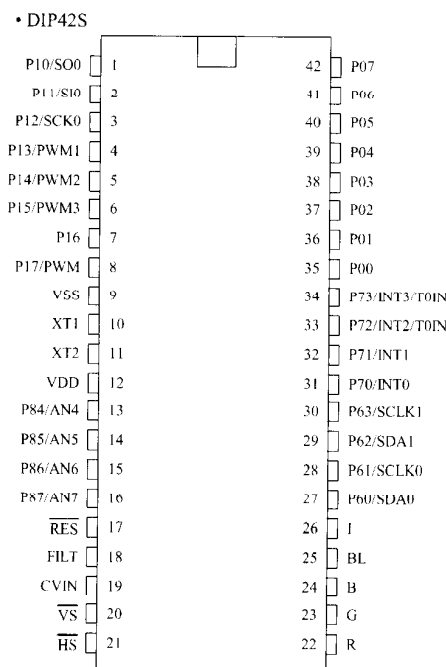 • DIP42S
P10/SO0 1 42 P07
P11/SI0 2 41 P06
P12/SCK0 3 40 P05
P13/PWM1 4 39 P04
P14/PWM2 5 38 P03
P15/PWM3 6 37 P02
P16 7 36 P01
P17/PWM 8 35 P00
VSS 9 34 P73/INT3/T0IN
XT1 10 33 P72/INT2/T0IN
XT2 11 32 P71/INT1
VDD 12 31 P70/INT0
P84/AN4 13 30 P63/SCLK1
P85/AN5 14 29 P62/SDA1
P86/AN6 15 28 P61/SCLK0
P87/AN7 16 27 P60/SDA0
RES 17 26 I
FILT 18 25 BL
CVIN 19 24 B
VS 20 23 G
HS 21 22 R